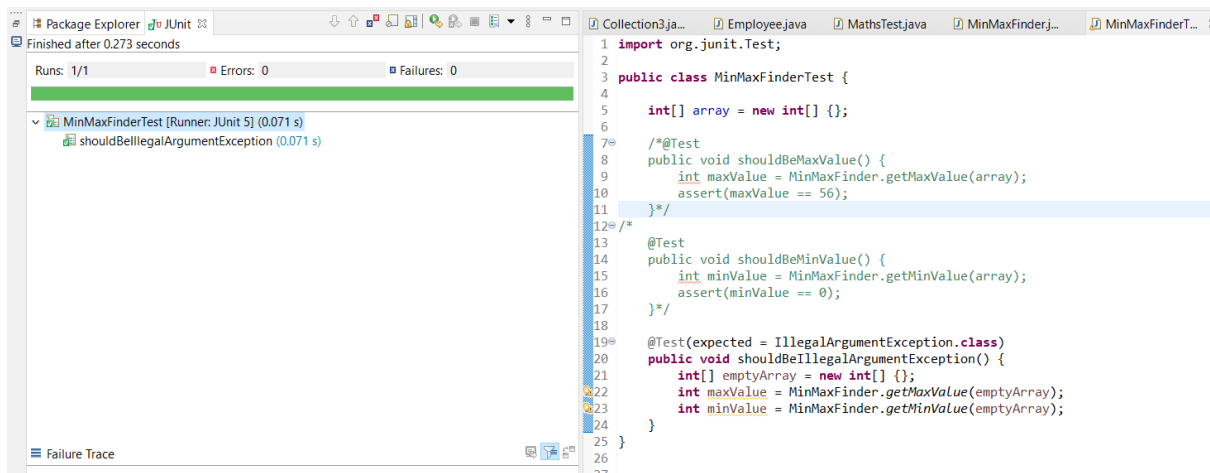 Package Explorer JUnit
Finished after 0.273 seconds
Runs: 1/1 Errors: 0 Failures: 0
MinMaxFinderTest [Runner: JUnit 5] (0.071 s)
shouldBeIllegalArgumentException (0.071 s)
Failure Trace
Collection3.ja... Employee.java MathsTest.java MinMaxFinder.j... MinMaxFinderT...
1 import org.junit.Test;
2
3 public class MinMaxFinderTest {
4
5 int[] array = new int[] {};
6
7 /*@Test
8 public void shouldBeMaxValue() {
9 int maxValue = MinMaxFinder.getMaxValue(array);
10 assert(maxValue == 56);
11 }*/
12 /*
13 @Test
14 public void shouldBeMinValue() {
15 int minValue = MinMaxFinder.getMinValue(array);
16 assert(minValue == 0);
17 }*/
18
19 @Test(expected = IllegalArgumentException.class)
20 public void shouldBeIllegalArgumentException() {
21 int[] emptyArray = new int[] {};
22 int maxValue = MinMaxFinder.getMaxValue(emptyArray);
23 int minValue = MinMaxFinder.getMinValue(emptyArray);
24 }
25 }
26
27